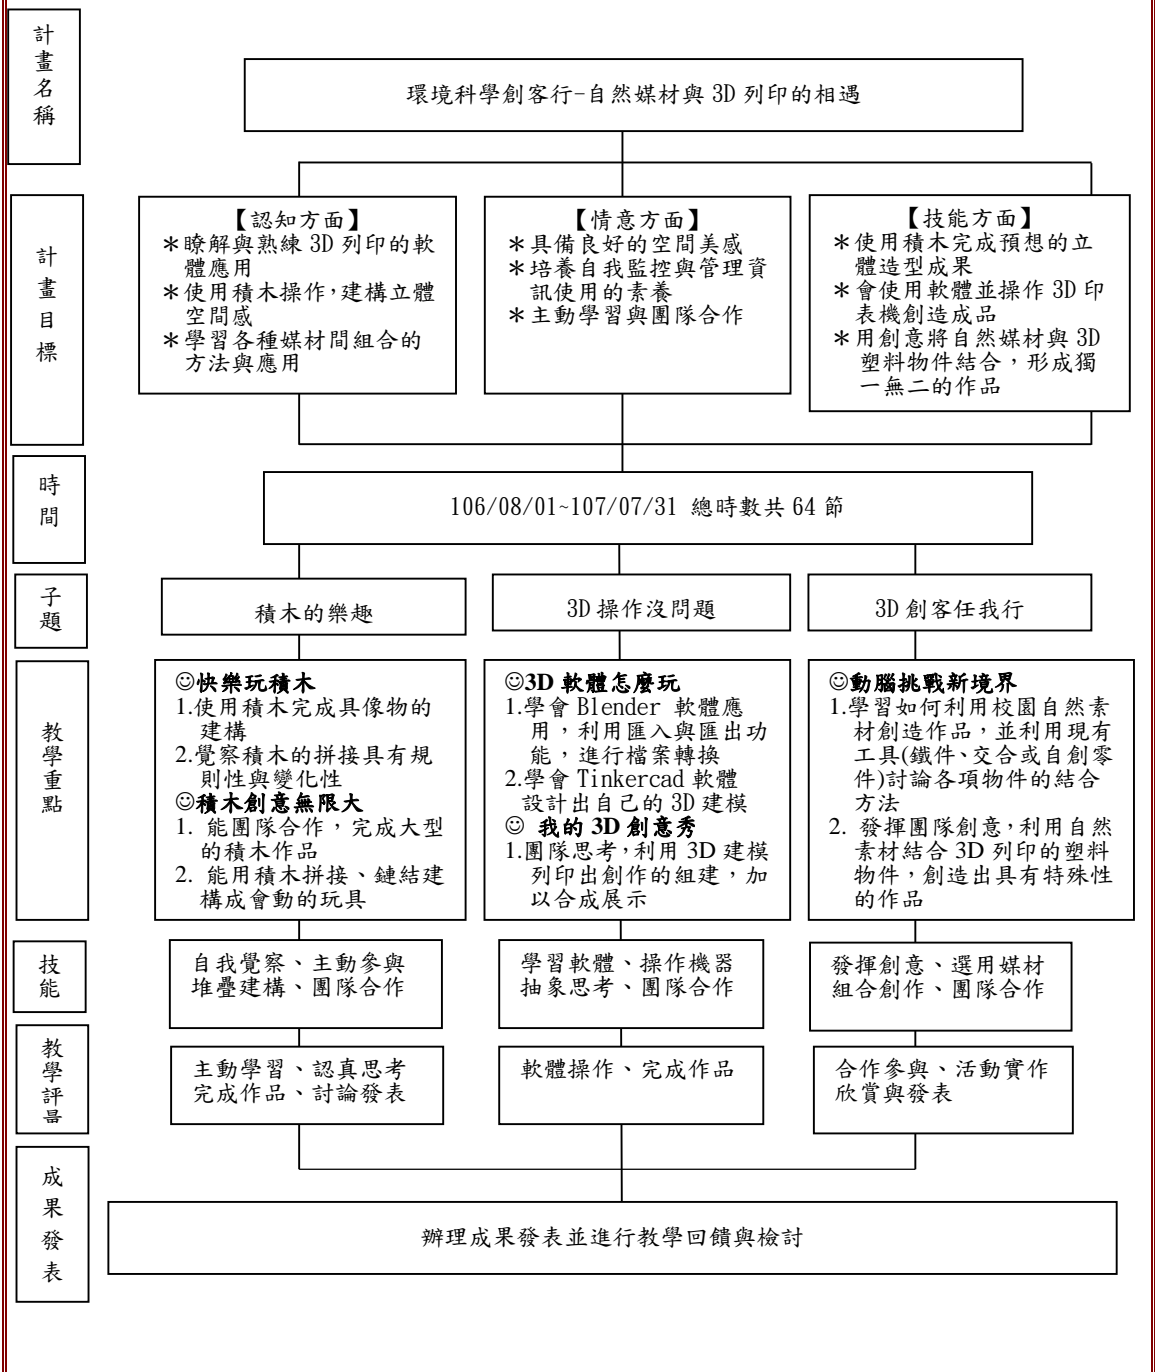 計畫名稱
環境科學創客行-自然媒材與 3D 列印的相遇
計畫目標
【認知方面】
＊瞭解與熟練 3D 列印的軟
體應用
＊使用積木操作，建構立體
空間感
＊學習各種媒材間組合的
方法與應用
【情意方面】
＊具備良好的空間美感
＊培養自我監控與管理資
訊使用的素養
＊主動學習與團隊合作
【技能方面】
＊使用積木完成預想的立
體造型成果
＊會使用軟體並操作 3D 印
表機創造成品
＊用創意將自然媒材與 3D
塑料物件結合，形成獨
一無二的作品
時間
106/08/01~107/07/31 總時數共 64 節
子題
積木的樂趣
3D 操作沒問題
3D 創客任我行
教學重點
☺快樂玩積木
1.使用積木完成具像物的
建構
2.覺察積木的拼接具有規
則性與變化性
☺積木創意無限大
1. 能團隊合作，完成大型
的積木作品
2. 能用積木拼接、鏈結建
構成會動的玩具
☺3D 軟體怎麼玩
1.學會 Blender 軟體應
用，利用匯入與匯出功
能，進行檔案轉換
2.學會 Tinkercad 軟體
設計出自己的 3D 建模
☺ 我的 3D 創意秀
1.團隊思考，利用 3D 建模
列印出創作的組建，加
以合成展示
☺動腦挑戰新境界
1.學習如何利用校園自然素
材創造作品，並利用現有
工具(鐵件、交合或自創零
件)討論各項物件的結合
方法
2. 發揮團隊創意，利用自然
素材結合 3D 列印的塑料
物件，創造出具有特殊性
的作品
技能
自我覺察、主動參與
堆疊建構、團隊合作
學習軟體、操作機器
抽象思考、團隊合作
發揮創意、選用媒材
組合創作、團隊合作
教學評量
主動學習、認真思考
完成作品、討論發表
軟體操作、完成作品
合作參與、活動實作
欣賞與發表
成果發表
辦理成果發表並進行教學回饋與檢討